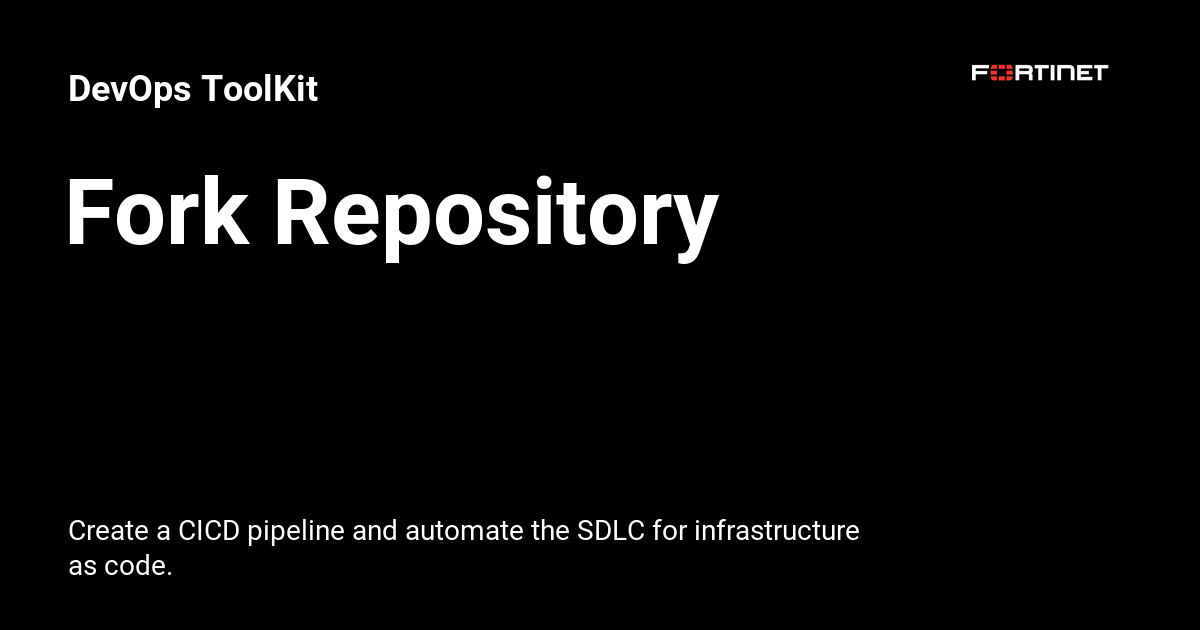 DevOps ToolKit
FORTINET
Fork Repository
Create a CICD pipeline and automate the SDLC for infrastructure
as code.